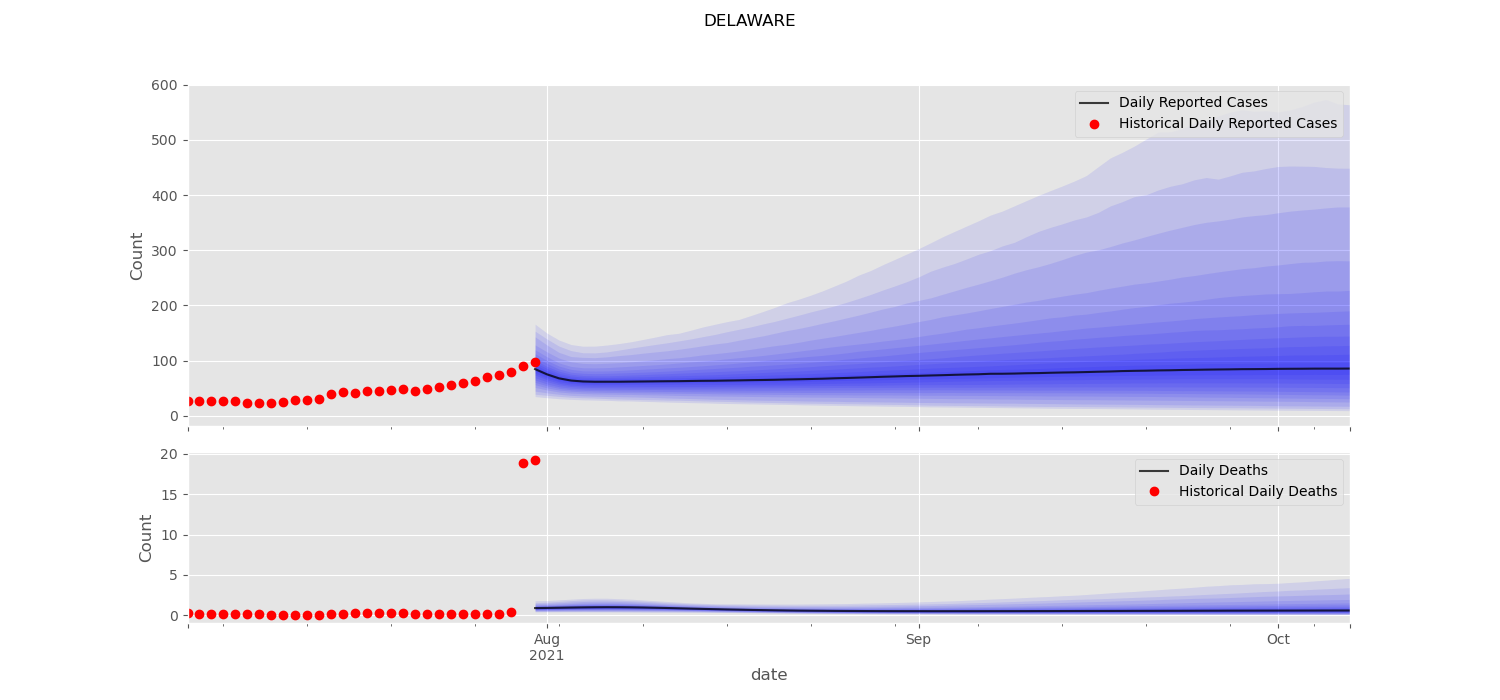 DELAWARE
600
500
400
300
200
100
0
Count
Daily Reported Cases
Historical Daily Reported Cases
20
15
10
5
0
Count
Daily Deaths
Historical Daily Deaths
Aug
2021
Sep
Oct
date